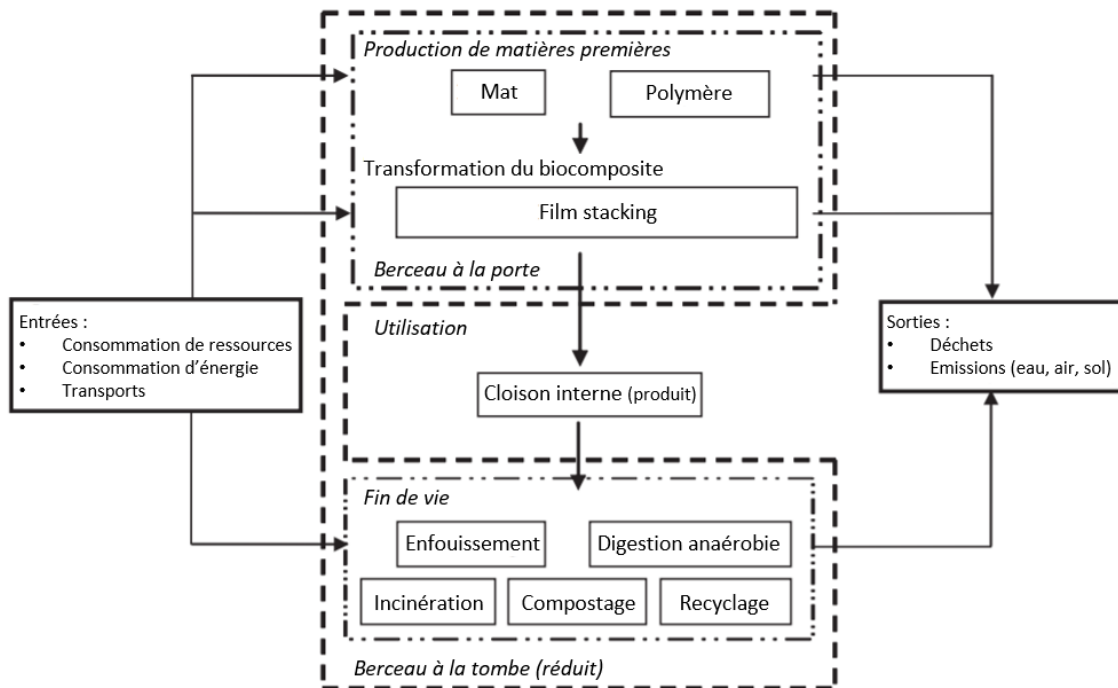 Production de matières premières
Mat
Polymère
Transformation du biocomposite
Film stacking
Berceau à la porte
Entrées :
• Consommation de ressources
• Consommation d'énergie
• Transports
Utilisation
Cloison interne (produit)
Sorties :
• Déchets
• Emissions (eau, air, sol)
Fin de vie
Enfouissement
Digestion anaérobie
Incinération
Compostage
Recyclage
Berceau à la tombe (réduit)